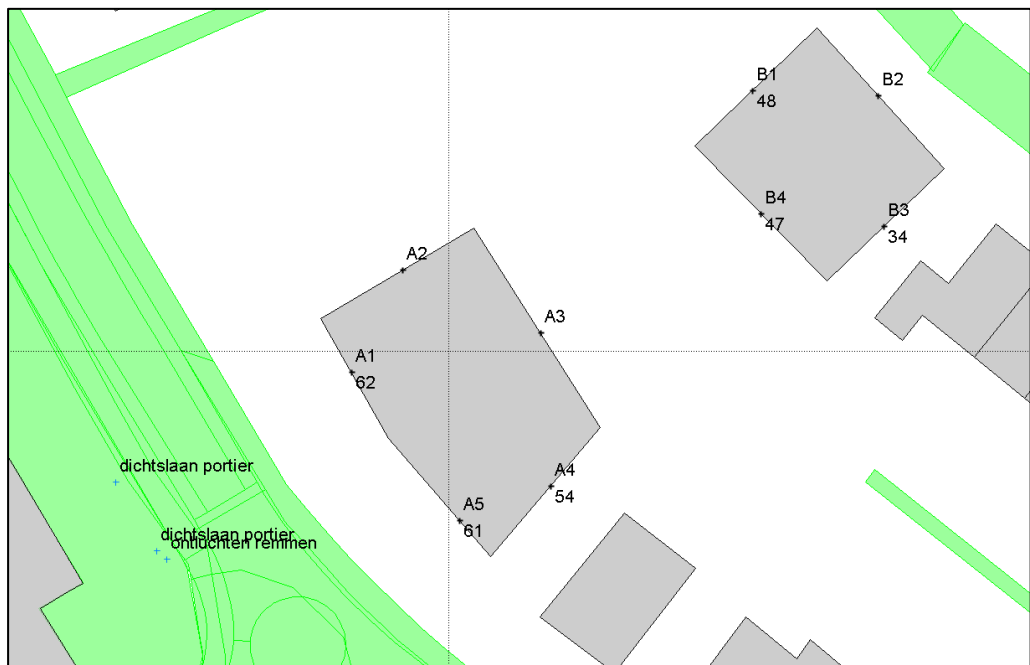 B1
48
B2
B4
47
B3
34
A2
A3
A1
62
dichtslaan portier
A4
54
A5
61
dichtslaan portier
ontluchten remmen